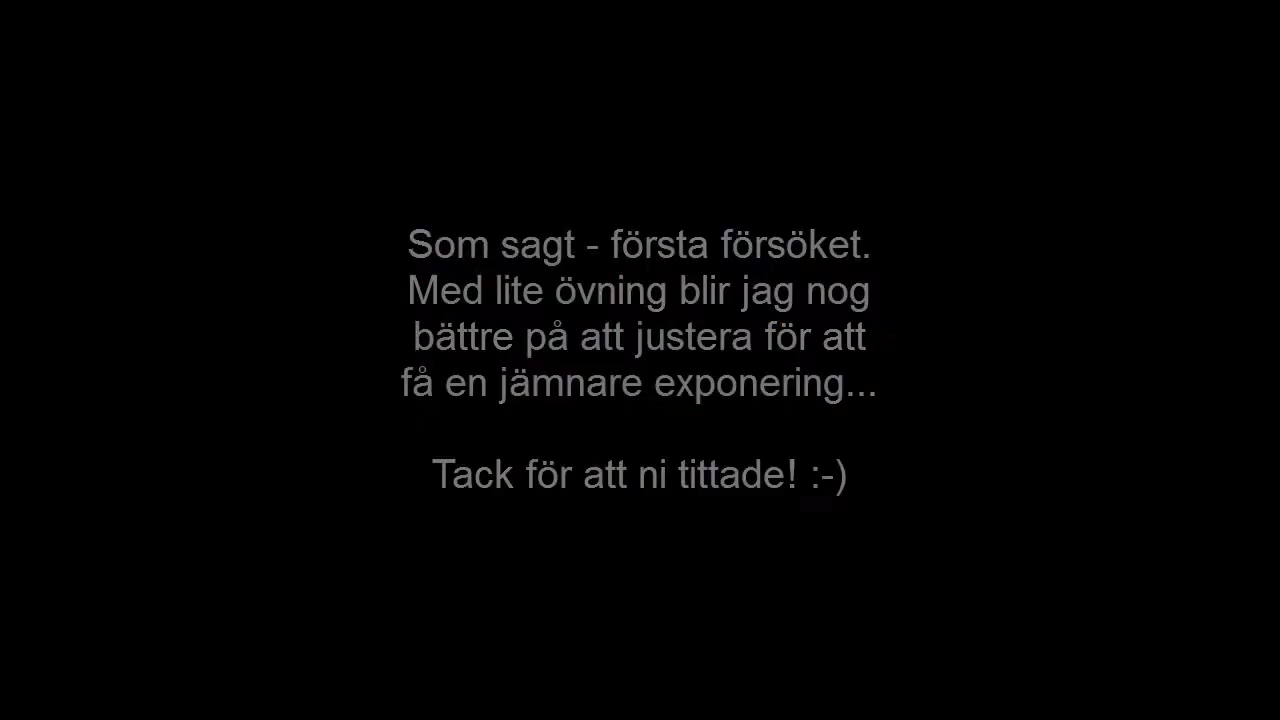 Som sagt - första försöket.
Med lite övning blir jag nog
bättre på att justera för att
få en jämnare exponering...
Tack för att ni tittade! :-)